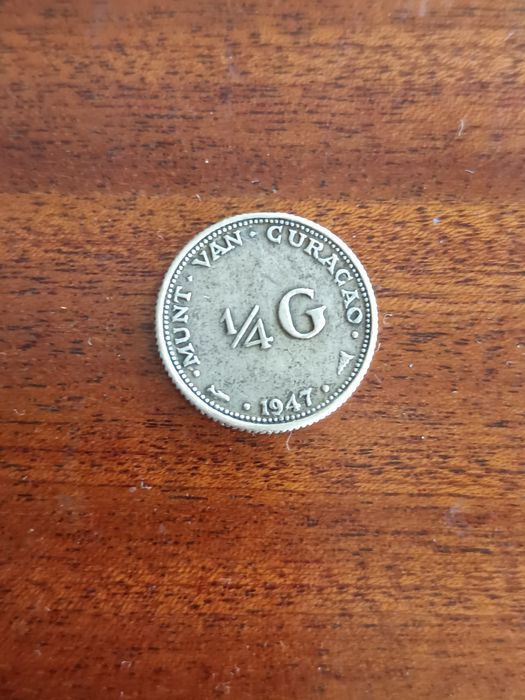 MUNT · VAN · CURAÇAO
1/4 G
· 1947 ·